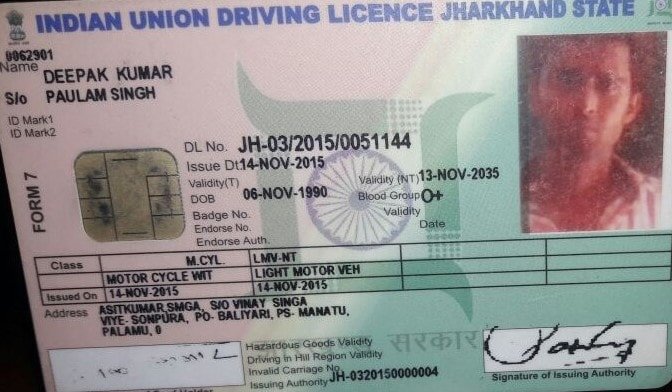 INDIAN UNION DRIVING LICENCE JHARKHAND STATE
0062901
Name DEEPAK KUMAR
S/o PAULAM SINGH
ID Mark1
ID Mark2
FORM 7
DL No. JH-03/2015/0051144
Issue Dt 14-NOV-2015
Validity(T) Validity (NT) 13-NOV-2035
DOB 06-NOV-1990 Blood Group O+
Badge No. Validity
Endorse No. Date
Endorse Auth.
Class M.CYL. LMV-NT
MOTOR CYCLE WIT LIGHT MOTOR VEH
Issued On 14-NOV-2015 14-NOV-2015
Address ASITKUMAR,SMGA, S/O VINAY SINGA
VIYE- SONPURA, PO- BALIYARI, PS- MANATU,
PALAMU, 0
सरकार
Hazardous Goods Validity
Driving in Hill Region Validity
Invalid Carriage No
Issuing Authority JH-0320150000004
Signature of Issuing Authority
Holder